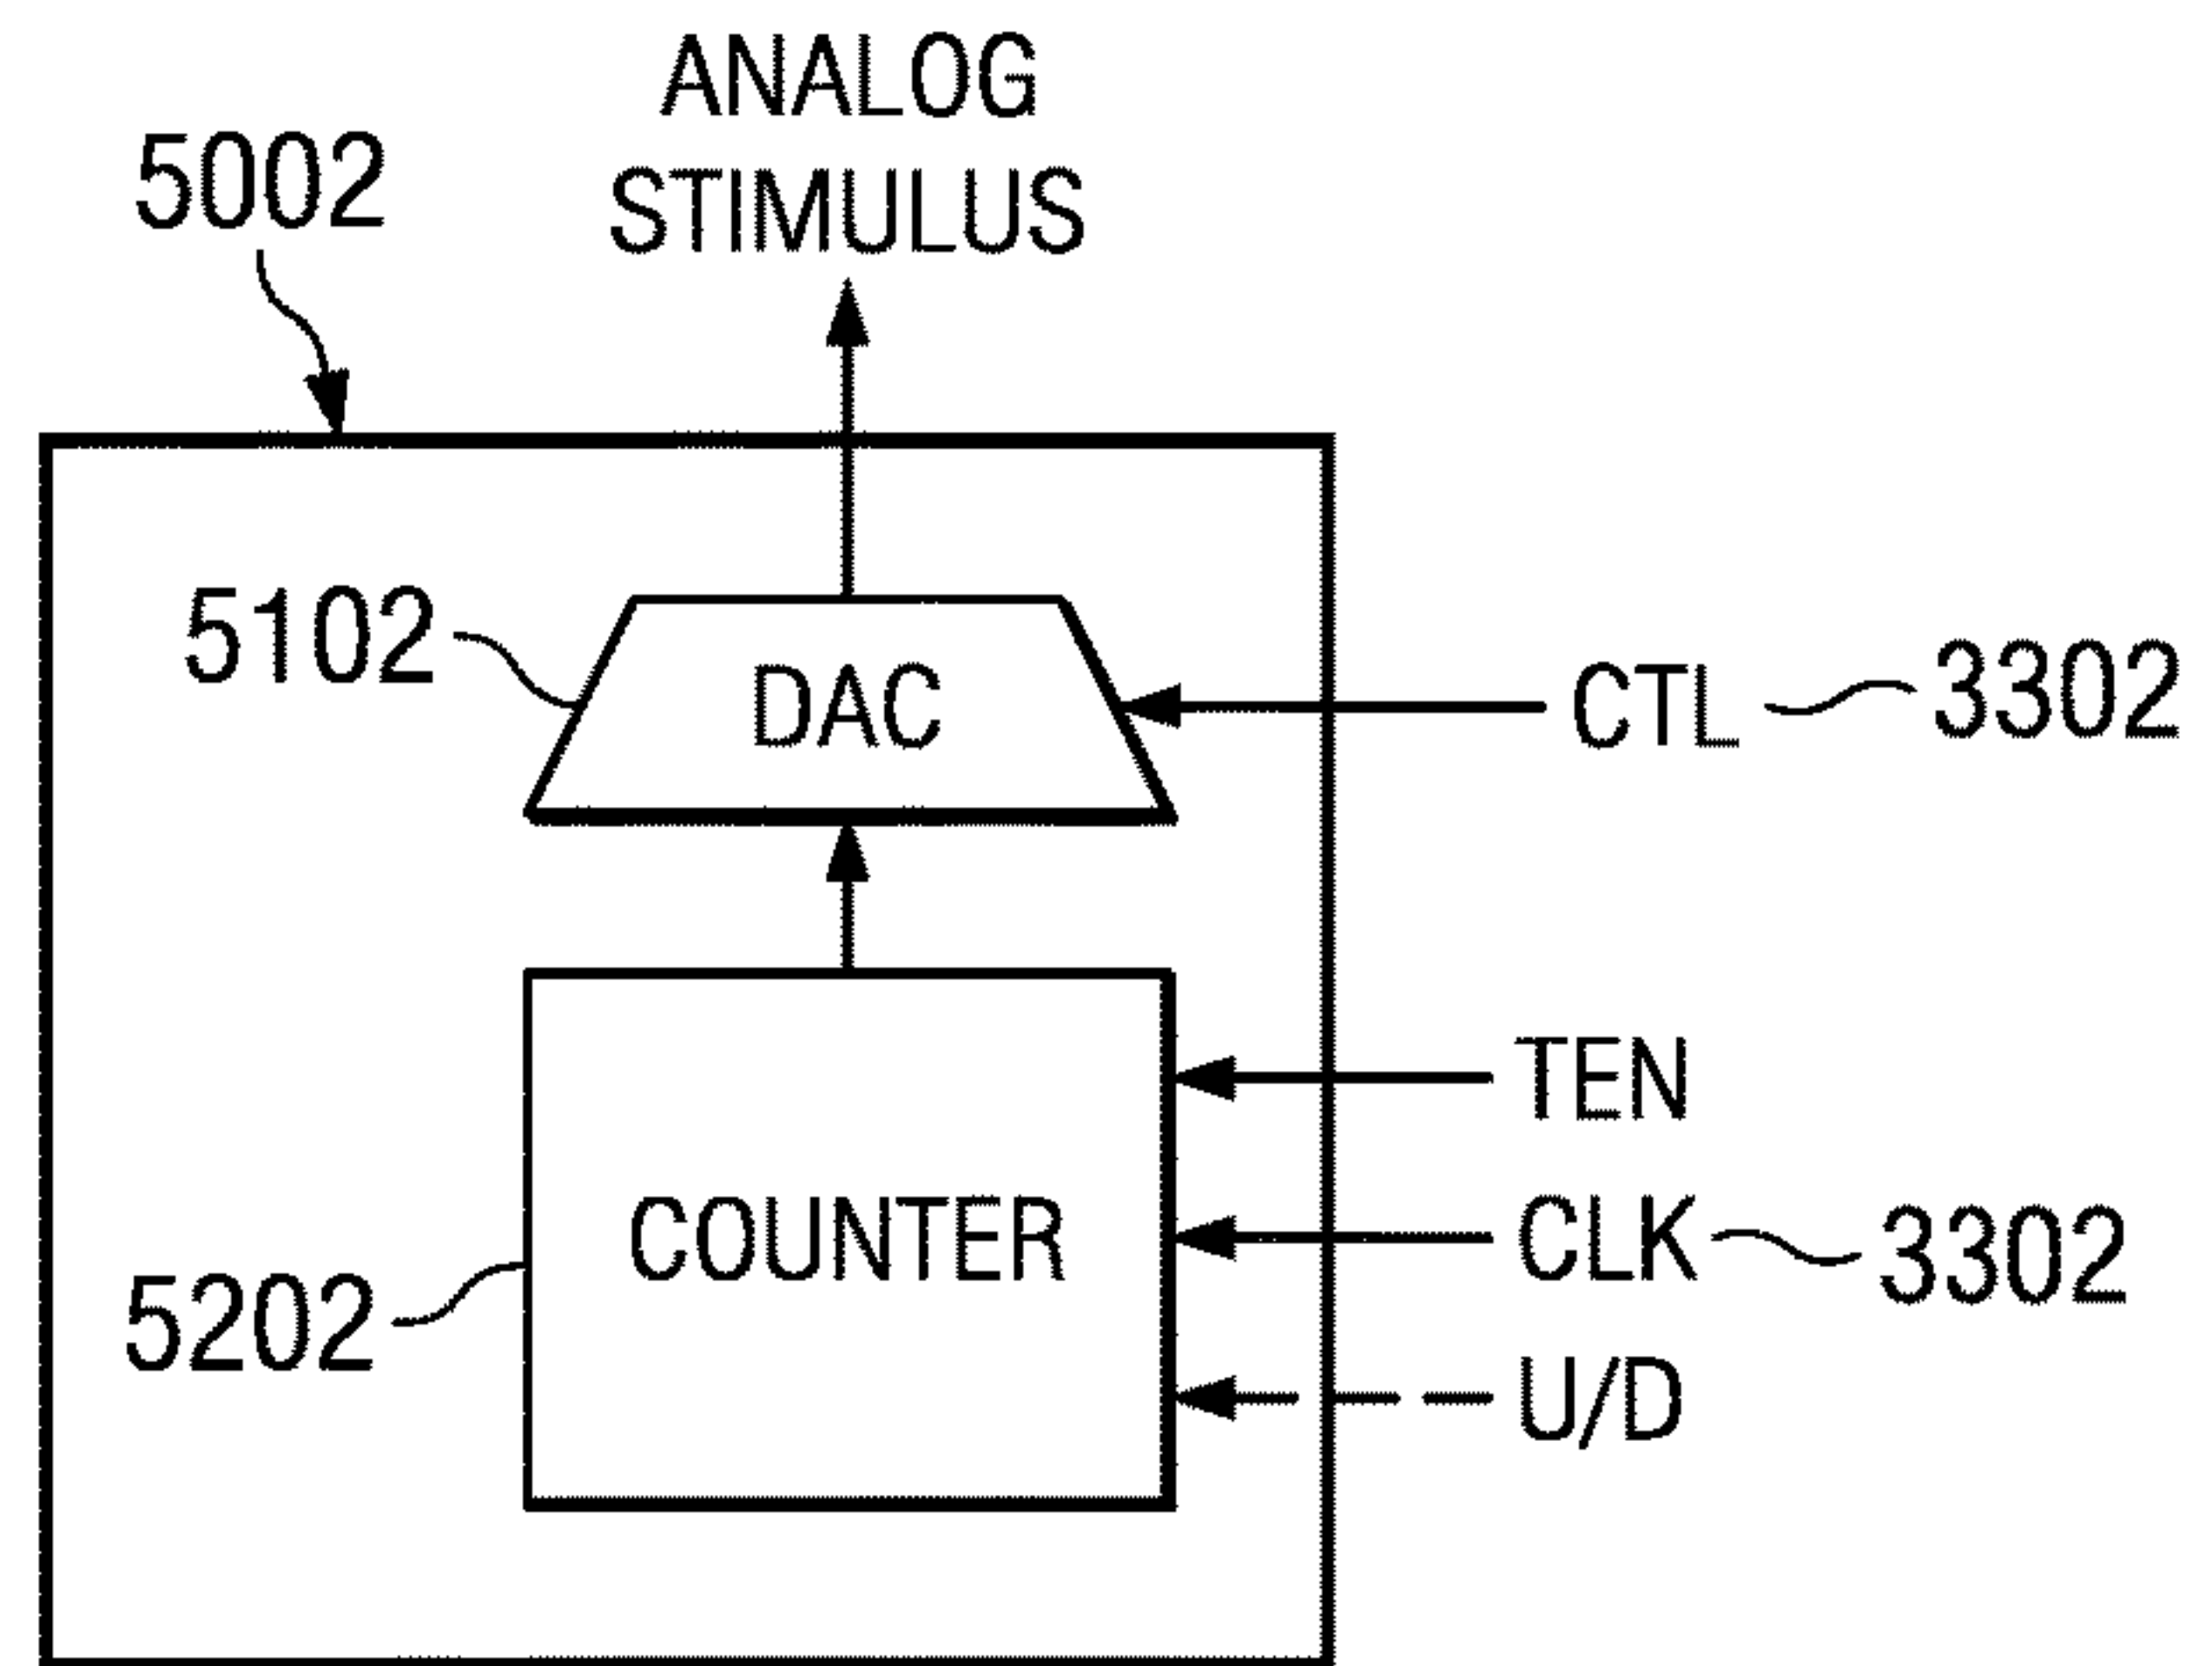 ANALOG
STIMULUS
5002
5102
DAC
CTL
3302
TEN
COUNTER
CLK
3302
5202
U/D